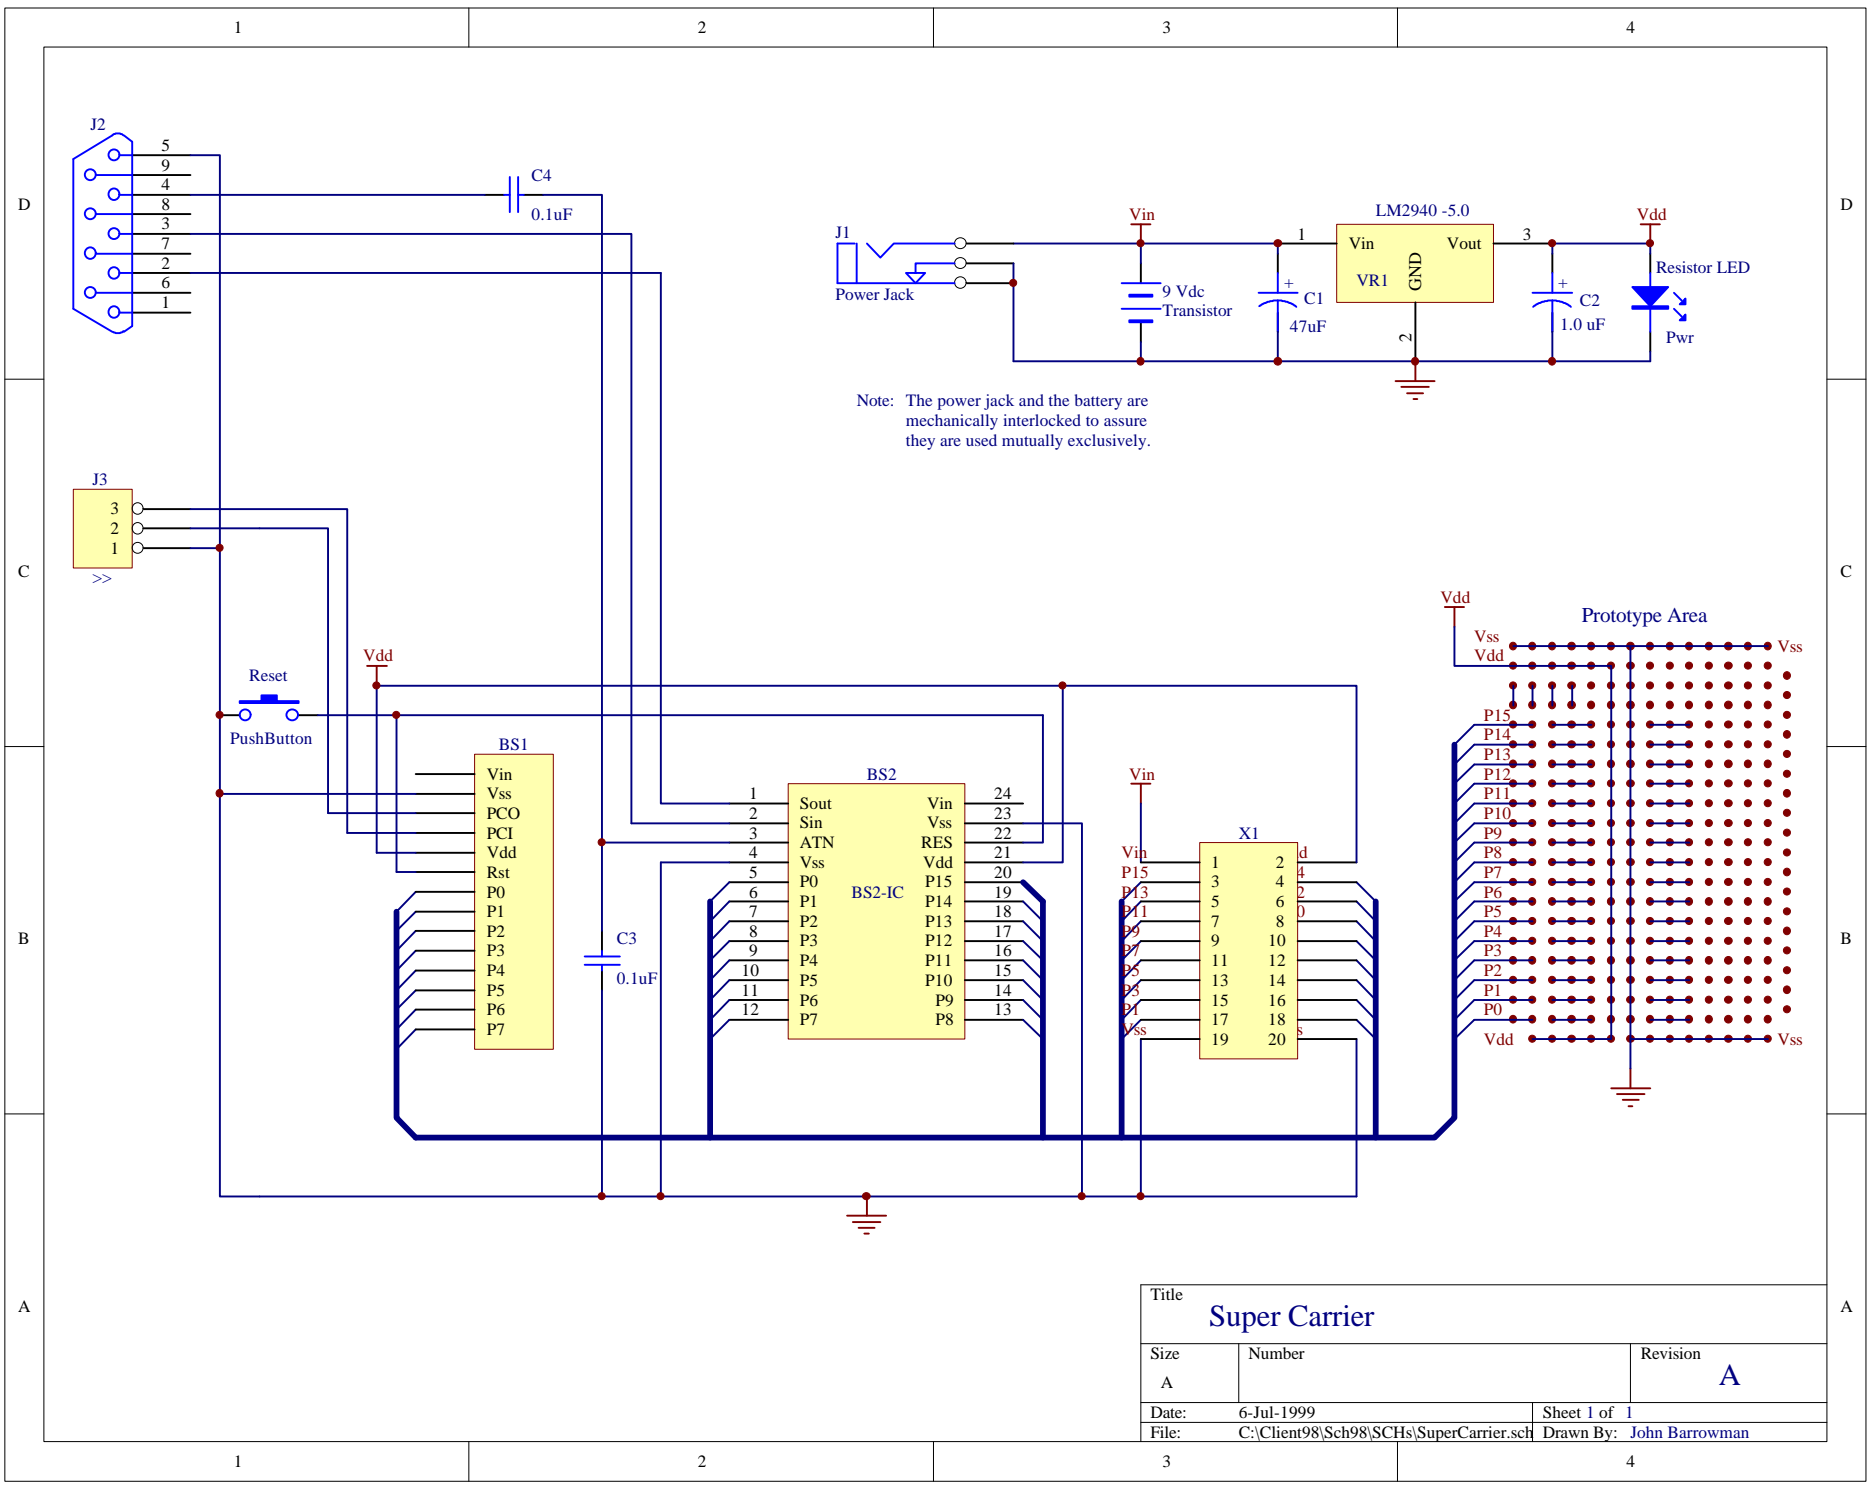 1 2 3 4
D
C
B
A
D
C
B
A
J2
5
9
4
8
3
7
2
6
1
C4
0.1uF
J1
Power Jack
Vin
9 Vdc
Transistor
+
C1
47uF
LM2940 -5.0
1
Vin Vout
3
VR1
GND
2
+
C2
1.0 uF
Vdd
Resistor LED
Pwr
Note: The power jack and the battery are
mechanically interlocked to assure
they are used mutually exclusively.
J3
3
2
1
>>
Vdd
Reset
PushButton
BS1
Vin
Vss
PCO
PCI
Vdd
Rst
P0
P1
P2
P3
P4
P5
P6
P7
C3
0.1uF
BS2
1 Sout Vin 24
2 Sin Vss 23
3 ATN RES 22
4 Vss Vdd 21
5 P0 P15 20
BS2-IC
6 P1 P14 19
7 P2 P13 18
8 P3 P12 17
9 P4 P11 16
10 P5 P10 15
11 P6 P9 14
12 P7 P8 13
Vin
X1
Vin 1 2 d
P15 3 4 4
P13 5 6 2
P11 7 8 0
P9 9 10
P7 11 12
P5 13 14
P3 15 16
P1 17 18
Vss 19 20 s
Vdd
Prototype Area
Vss Vss
Vdd
P15
P14
P13
P12
P11
P10
P9
P8
P7
P6
P5
P4
P3
P2
P1
P0
Vdd Vss
Title
Super Carrier
Size Number Revision
A A
Date: 6-Jul-1999 Sheet 1 of 1
File: C:\Client98\Sch98\SCHs\SuperCarrier.sch Drawn By: John Barrowman
1 2 3 4